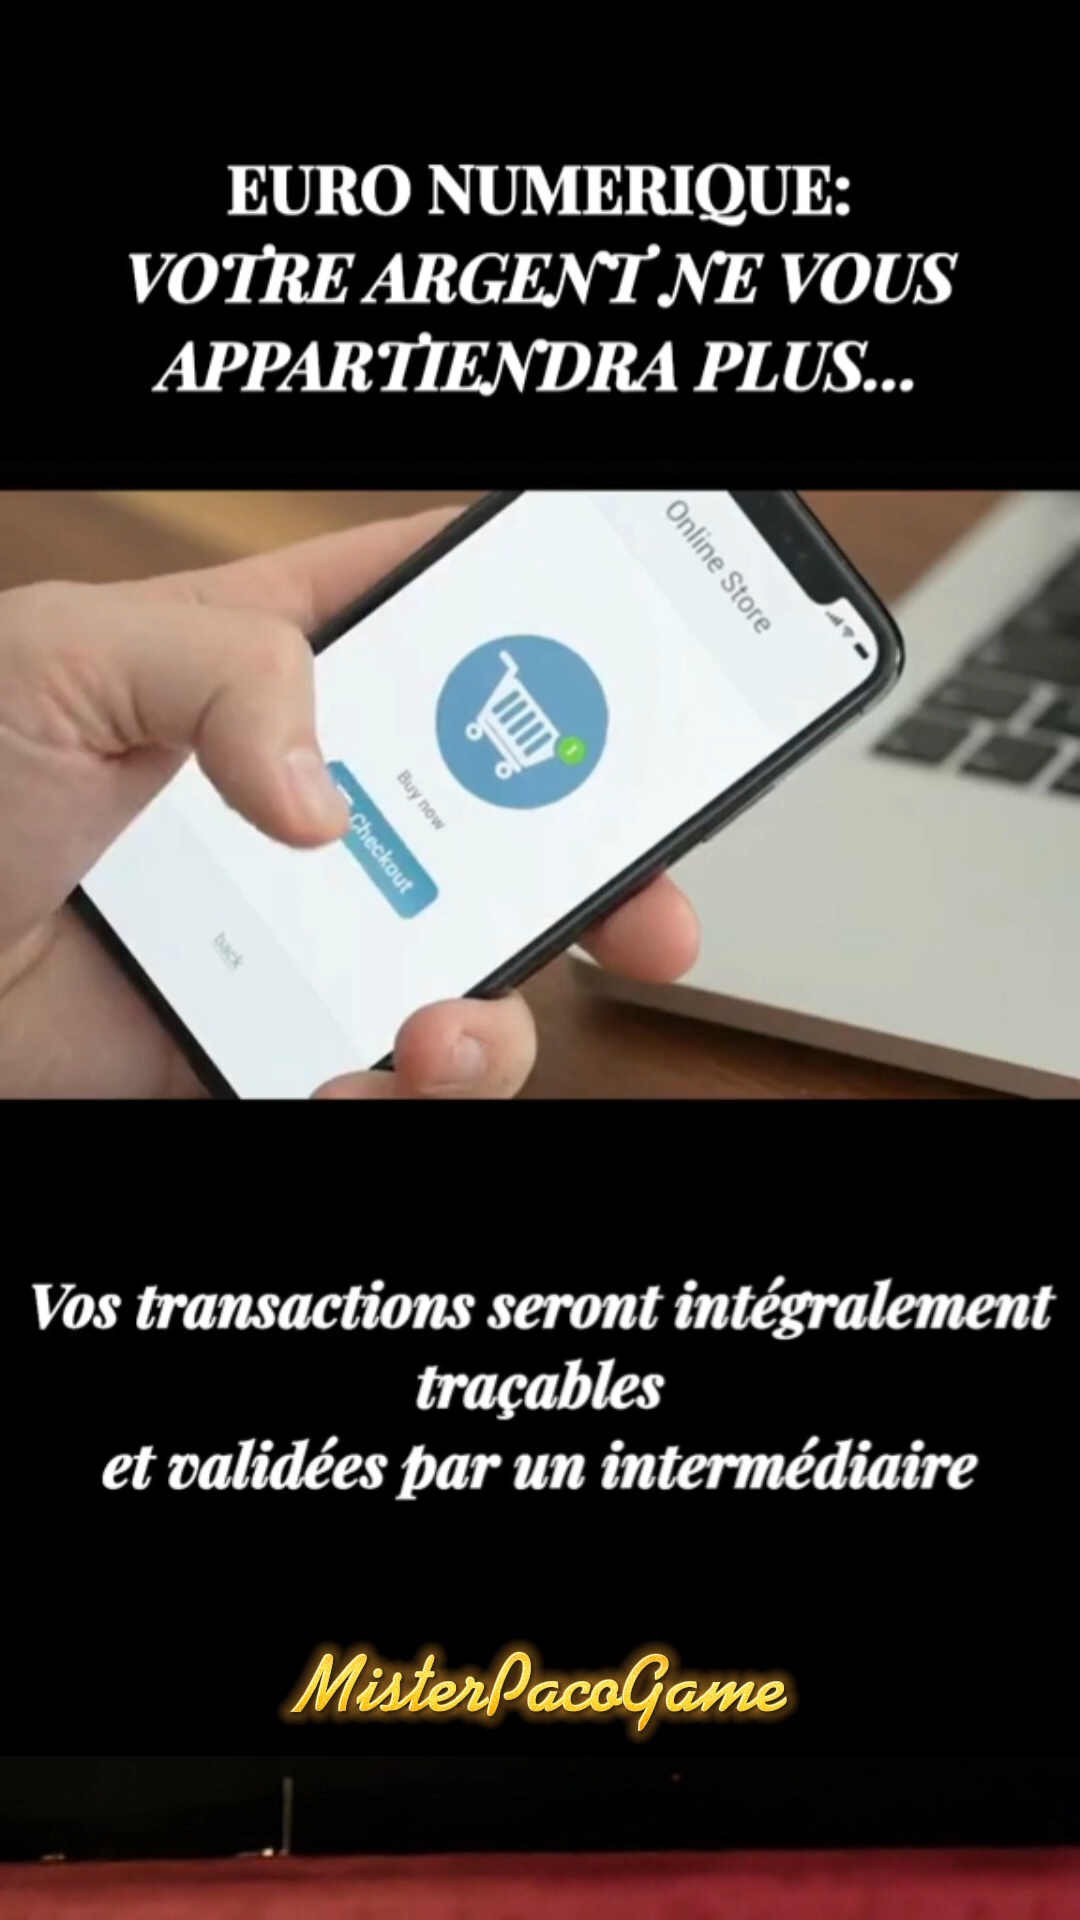 EURO NUMERIQUE:
VOTRE ARGENT NE VOUS
APPARTIENDRA PLUS...
Online Store
Buy now
Checkout
back
Vos transactions seront intégralement
traçables
et validées par un intermédiaire
MisterPacoGame